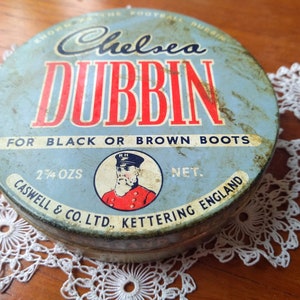 Chelsea
DUBBIN
FOR BLACK OR BROWN BOOTS
2¾ OZS NET.
CASWELL & CO. LTD., KETTERING ENGLAND